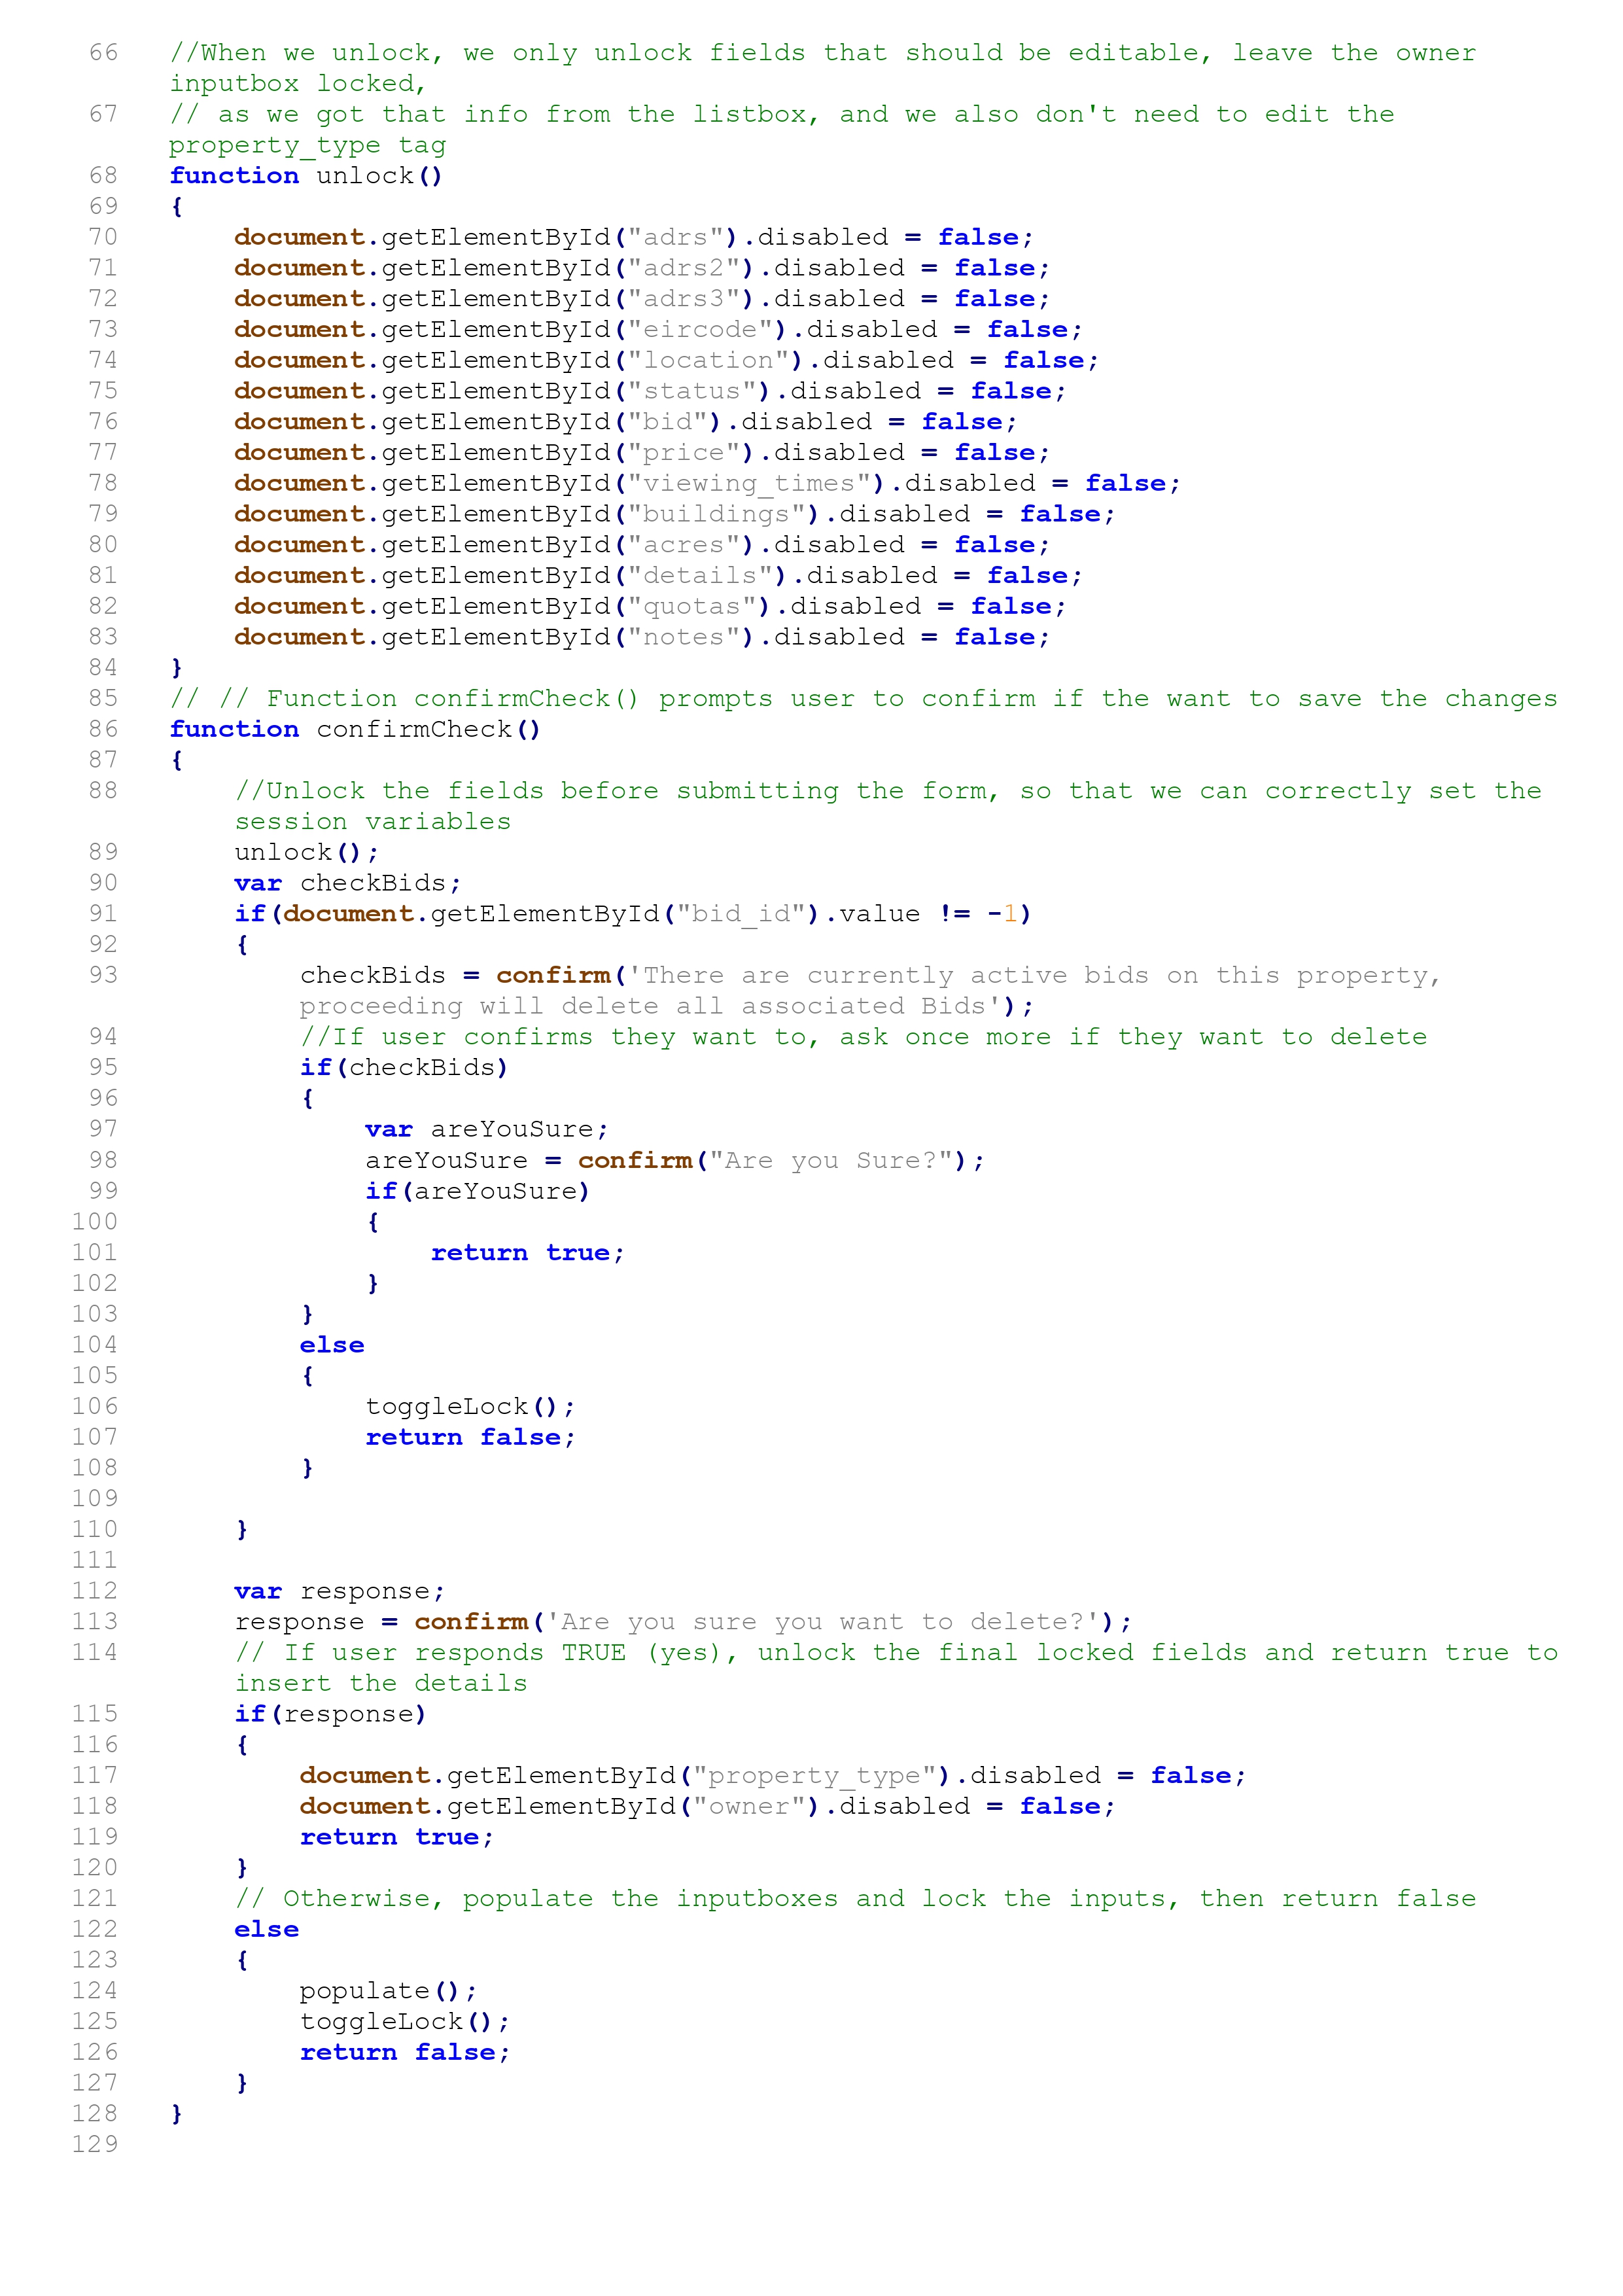 66 //When we unlock, we only unlock fields that should be editable, leave the owner
inputbox locked,
67 // as we got that info from the listbox, and we also don't need to edit the
property_type tag
68 function unlock()
69 {
70 document.getElementById("adrs").disabled = false;
71 document.getElementById("adrs2").disabled = false;
72 document.getElementById("adrs3").disabled = false;
73 document.getElementById("eircode").disabled = false;
74 document.getElementById("location").disabled = false;
75 document.getElementById("status").disabled = false;
76 document.getElementById("bid").disabled = false;
77 document.getElementById("price").disabled = false;
78 document.getElementById("viewing_times").disabled = false;
79 document.getElementById("buildings").disabled = false;
80 document.getElementById("acres").disabled = false;
81 document.getElementById("details").disabled = false;
82 document.getElementById("quotas").disabled = false;
83 document.getElementById("notes").disabled = false;
84 }
85 // // Function confirmCheck() prompts user to confirm if the want to save the changes
86 function confirmCheck()
87 {
88 //Unlock the fields before submitting the form, so that we can correctly set the
session variables
89 unlock();
90 var checkBids;
91 if(document.getElementById("bid_id").value != -1)
92 {
93 checkBids = confirm('There are currently active bids on this property,
proceeding will delete all associated Bids');
94 //If user confirms they want to, ask once more if they want to delete
95 if(checkBids)
96 {
97 var areYouSure;
98 areYouSure = confirm("Are you Sure?");
99 if(areYouSure)
100 {
101 return true;
102 }
103 }
104 else
105 {
106 toggleLock();
107 return false;
108 }
109
110 }
111
112 var response;
113 response = confirm('Are you sure you want to delete?');
114 // If user responds TRUE (yes), unlock the final locked fields and return true to
insert the details
115 if(response)
116 {
117 document.getElementById("property_type").disabled = false;
118 document.getElementById("owner").disabled = false;
119 return true;
120 }
121 // Otherwise, populate the inputboxes and lock the inputs, then return false
122 else
123 {
124 populate();
125 toggleLock();
126 return false;
127 }
128 }
129